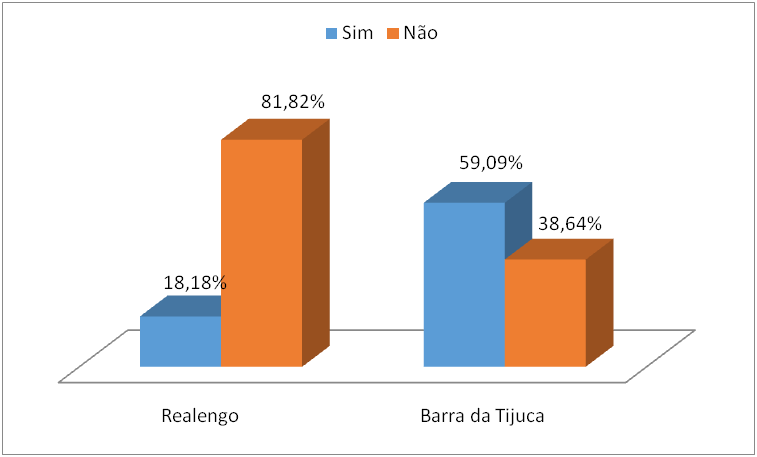 Sim Não
81,82%
59,09%
38,64%
18,18%
Realengo Barra da Tijuca